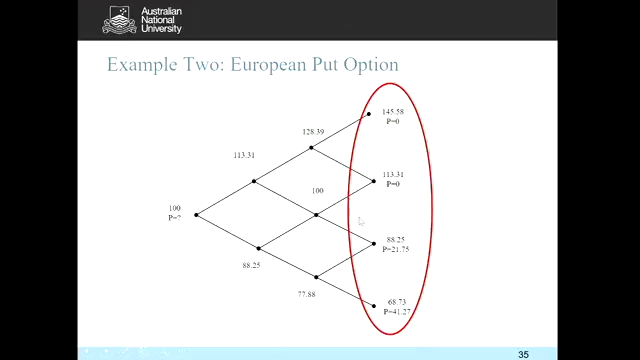 Australian
National
University
Example Two: European Put Option
145.58
P=0
128.39
113.31
113.31
P=0
100
100
P=?
88.25
P=21.75
88.25
77.88
68.73
P=41.27
35